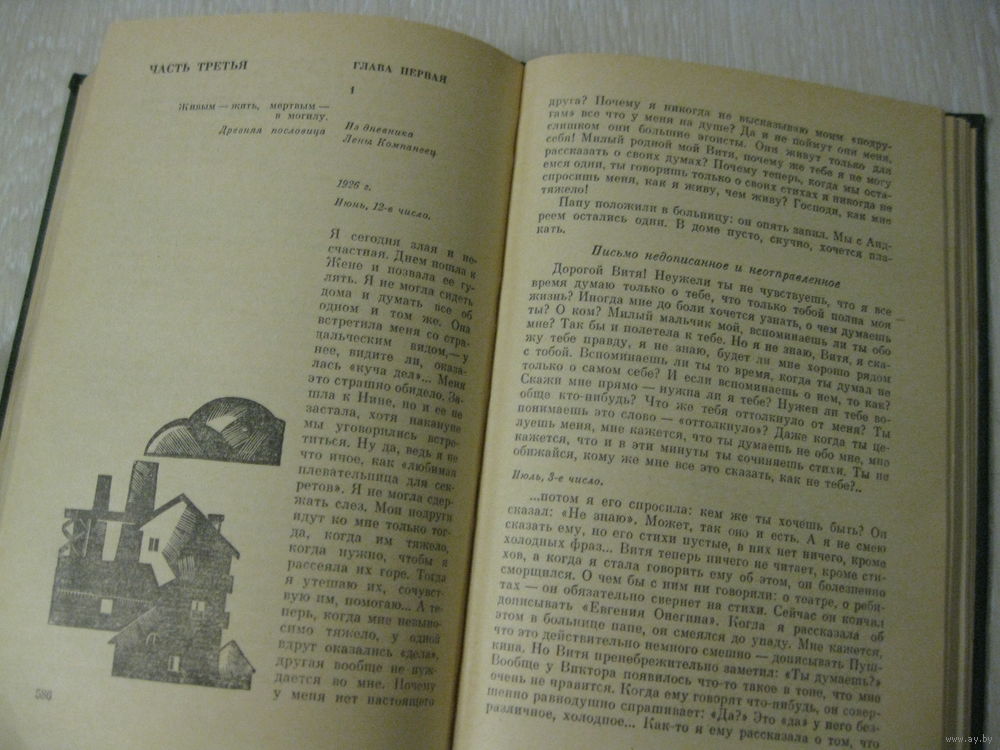 ЧАСТЬ ТРЕТЬЯ
Живым — жить, мертвым —
в могилу.
Древняя пословица
ГЛАВА ПЕРВАЯ
1
Из дневника
Лены Компанеец
1926 г.
Июнь, 12-е число.
Я сегодня злая и не-
счастная. Днем пошла к
Жене и позвала ее гу-
лять. Я не могла сидеть
дома и думать все об
одном и том же. Она
встретила меня со стра-
дальческим видом,— у
нее, видите ли, оказа-
лась «куча дел»... Меня
это страшно обидело. За-
шла к Нине, но и ее не
застала, хотя накануне
мы уговорились встре-
титься. Ну да, ведь я не
что иное, как «любимая
плевательница для сек-
ретов». Я не могла сдер-
жать слез. Мои подруги
идут ко мне только тог-
да, когда им тяжело,
когда нужно, чтобы я
рассеяла их горе. Тогда
я утешаю их, сочувст-
вую им, помогаю... А те-
перь, когда мне невыно-
симо тяжело, у одной
вдруг оказались «дела»,
другая вообще не нуж-
дается во мне. Почему
у меня нет настоящего
580
друга? Почему я никогда не высказываю моим «подру-
гам» все что у меня на душе? Да и не поймут они меня,
слишком они большие эгоисты. Они живут только для
себя! Милый родной мой Витя, почему же тебе я не могу
рассказать о своих думах? Почему теперь, когда мы оста-
емся одни, ты говоришь только о своих стихах и никогда не
спросишь меня, как я живу, чем живу? Господи, как мне
тяжело!
Папу положили в больницу: он опять запил. Мы с Анд-
реем остались одни. В доме пусто, скучно, хочется пла-
кать.
Письмо недописанное и неотправленное
Дорогой Витя! Неужели ты не чувствуешь, что я все
время думаю только о тебе, что только тобой полна моя
жизнь? Иногда мне до боли хочется узнать, о чем думаешь
ты? О ком? Милый мальчик мой, вспоминаешь ли ты обо
мне? Так бы и полетела к тебе. Но я не знаю, Витя, я ска-
жу тебе правду, я не знаю, будет ли мне хорошо рядом
с тобой. Вспоминаешь ли ты то время, когда ты думал не
только о самом себе? И если вспоминаешь о нем, то как?
Скажи мне прямо — нужна ли я тебе? Нужен ли тебе во-
обще кто-нибудь? Что же тебя оттолкнуло от меня? Ты
понимаешь это слово — «оттолкнуло»? Даже когда ты це-
луешь меня, мне кажется, что ты думаешь не обо мне, мне
кажется, что и в эти минуты ты сочиняешь стихи. Ты не
обижайся, кому же мне все это сказать, как не тебе?..
Июль, 3-е число.
...потом я его спросила: кем же ты хочешь быть? Он
сказал: «Не знаю». Может, так оно и есть. А я не смею
сказать ему, но его стихи пустые, в них нет ничего, кроме
холодных фраз... Витя теперь ничего не читает, кроме сти-
хов, а когда я стала говорить ему об этом, он болезненно
сморщился. О чем бы с ним ни говорили: о театре, о ребя-
тах — он обязательно свернет на стихи. Сейчас он кончал
дописывать «Евгения Онегина». Когда я рассказала об
этом в больнице папе, он смеялся до упаду. Мне кажется,
что это действительно немного смешно — дописывать Пуш-
кина. Но Витя пренебрежительно заметил: «Ты думаешь?»
Вообще у Виктора появилось что-то такое в тоне, что мне
очень не нравится. Когда ему говорят что-нибудь, он совер-
шенно равнодушно спрашивает: «Да?» Это «да» у него без-
различное, холодное... Как-то я ему рассказала о том, что
www.ay.by